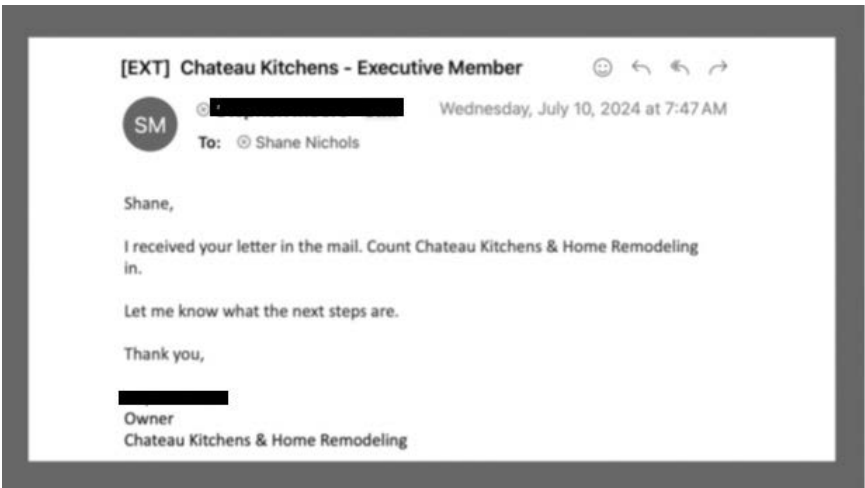 [EXT] Chateau Kitchens - Executive Member
SM
Wednesday, July 10, 2024 at 7:47 AM
To: Shane Nichols
Shane,
I received your letter in the mail. Count Chateau Kitchens & Home Remodeling
in.
Let me know what the next steps are.
Thank you,
Owner
Chateau Kitchens & Home Remodeling